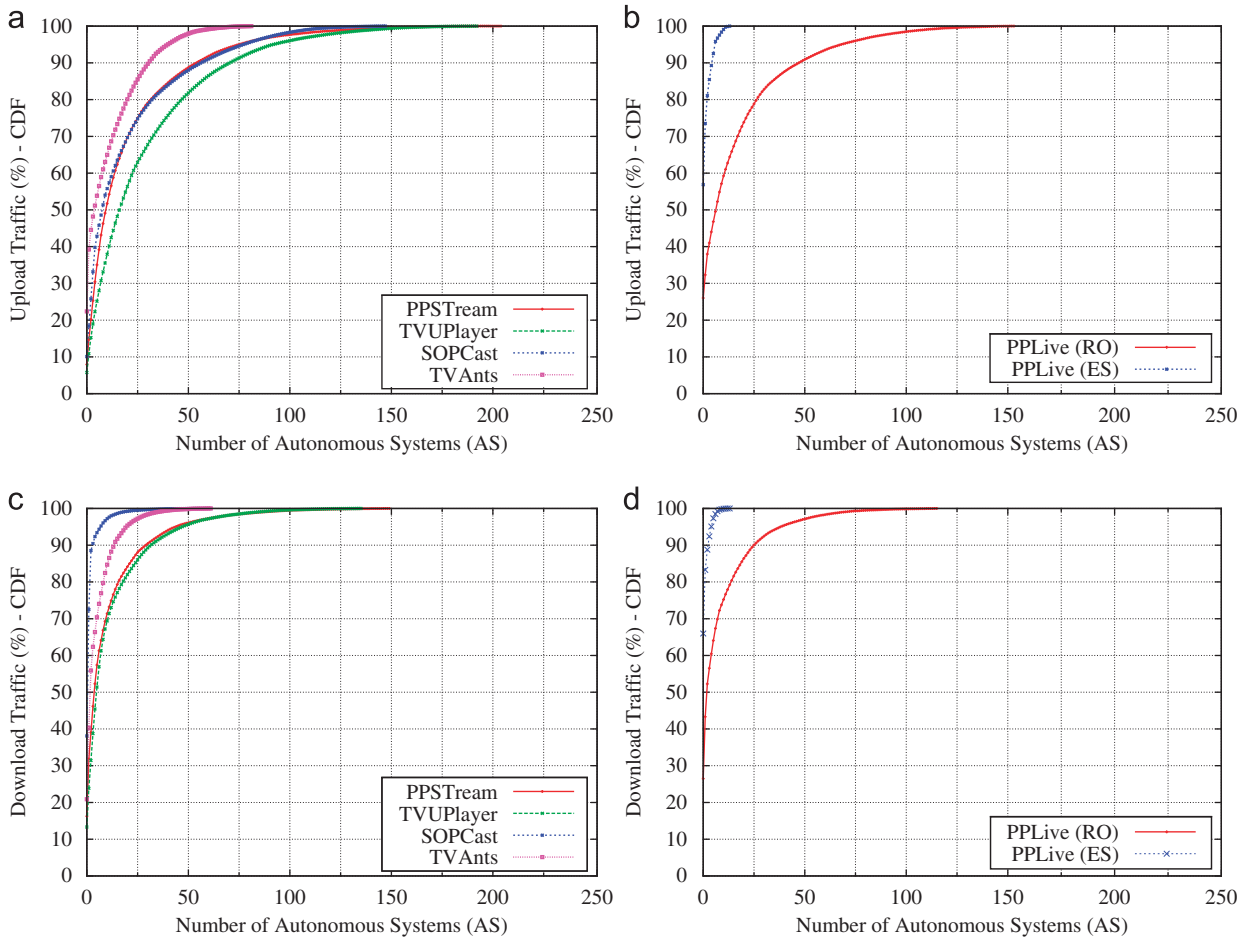 a
Upload Traffic (%) - CDF
100
90
80
70
60
50
40
30
20
10
0
PPSTream
TVUPlayer
SOPCast
TVAnts
0 50 100 150 200 250
Number of Autonomous Systems (AS)
b
Upload Traffic (%) - CDF
100
90
80
70
60
50
40
30
20
10
0
PPLive (RO)
PPLive (ES)
0 50 100 150 200 250
Number of Autonomous Systems (AS)
c
Download Traffic (%) - CDF
100
90
80
70
60
50
40
30
20
10
0
PPSTream
TVUPlayer
SOPCast
TVAnts
0 50 100 150 200 250
Number of Autonomous Systems (AS)
d
Download Traffic (%) - CDF
100
90
80
70
60
50
40
30
20
10
0
PPLive (RO)
PPLive (ES)
0 50 100 150 200 250
Number of Autonomous Systems (AS)